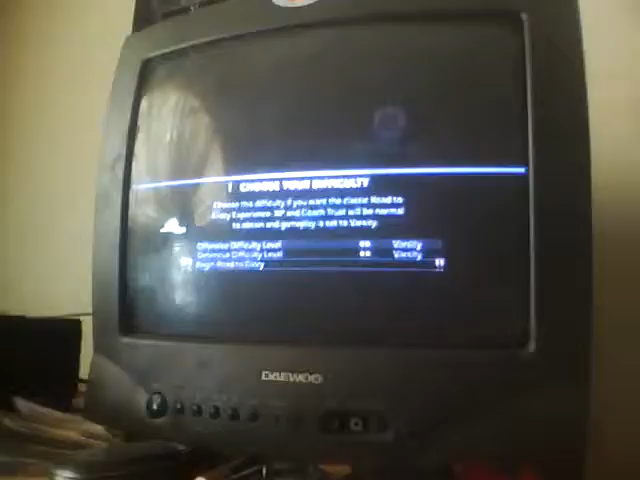 CHOOSE YOUR DIFFICULTY
Choose this difficulty if you want the classic Road to
Glory Experience. XP and Coach Trust will be normal
to obtain and gameplay is set to Varsity.
Offensive Difficulty Level Varsity
Defensive Difficulty Level Varsity
Begin Road to Glory
DAEWOO